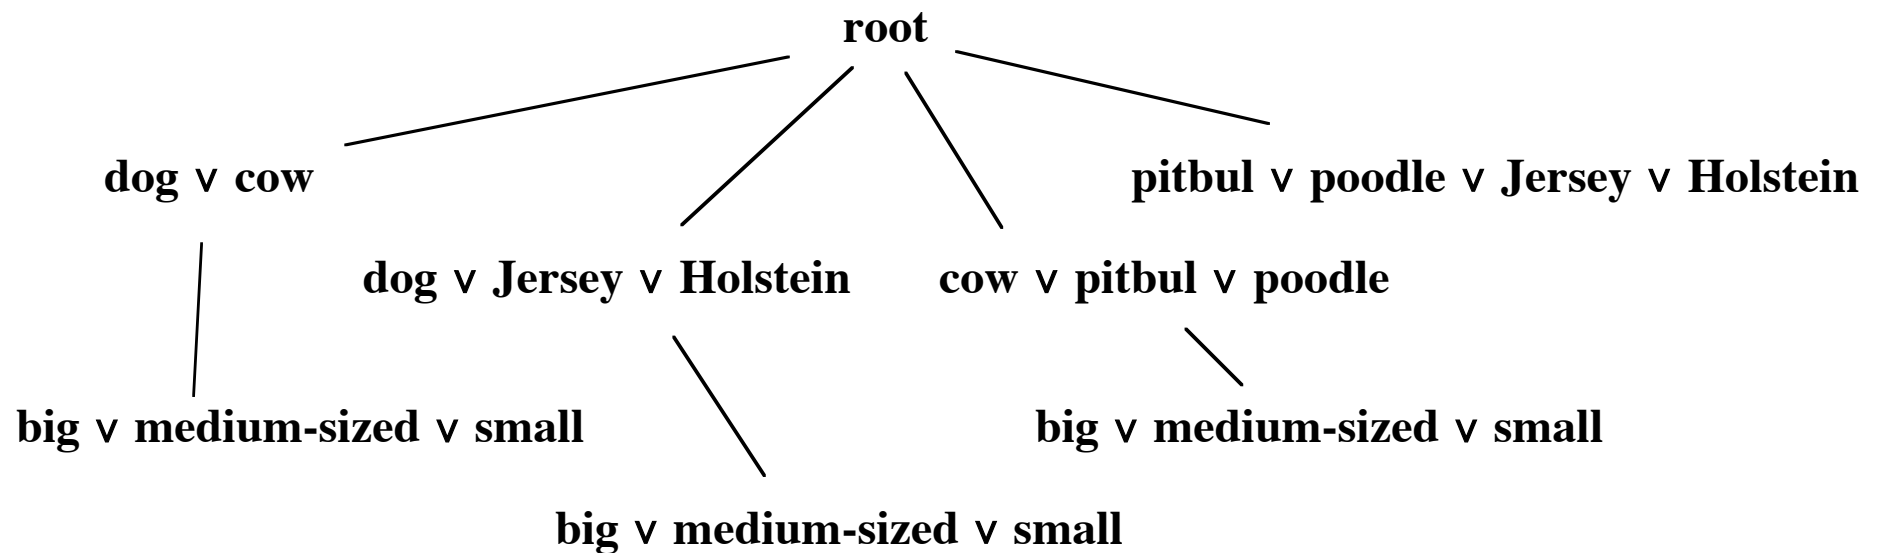 root
dog ∨ cow
pitbul ∨ poodle ∨ Jersey ∨ Holstein
dog ∨ Jersey ∨ Holstein
cow ∨ pitbul ∨ poodle
big ∨ medium-sized ∨ small
big ∨ medium-sized ∨ small
big ∨ medium-sized ∨ small